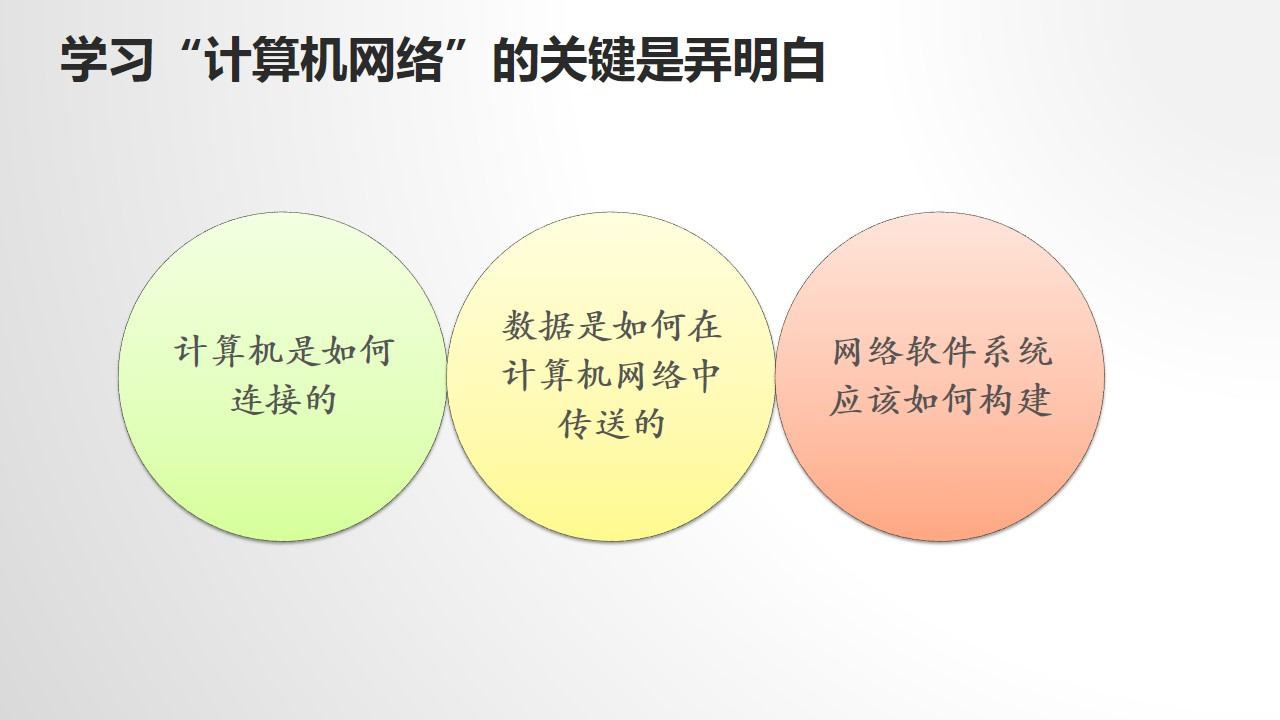 学习“计算机网络”的关键是弄明白
计算机是如何
连接的
数据是如何在
计算机网络中
传送的
网络软件系统
应该如何构建